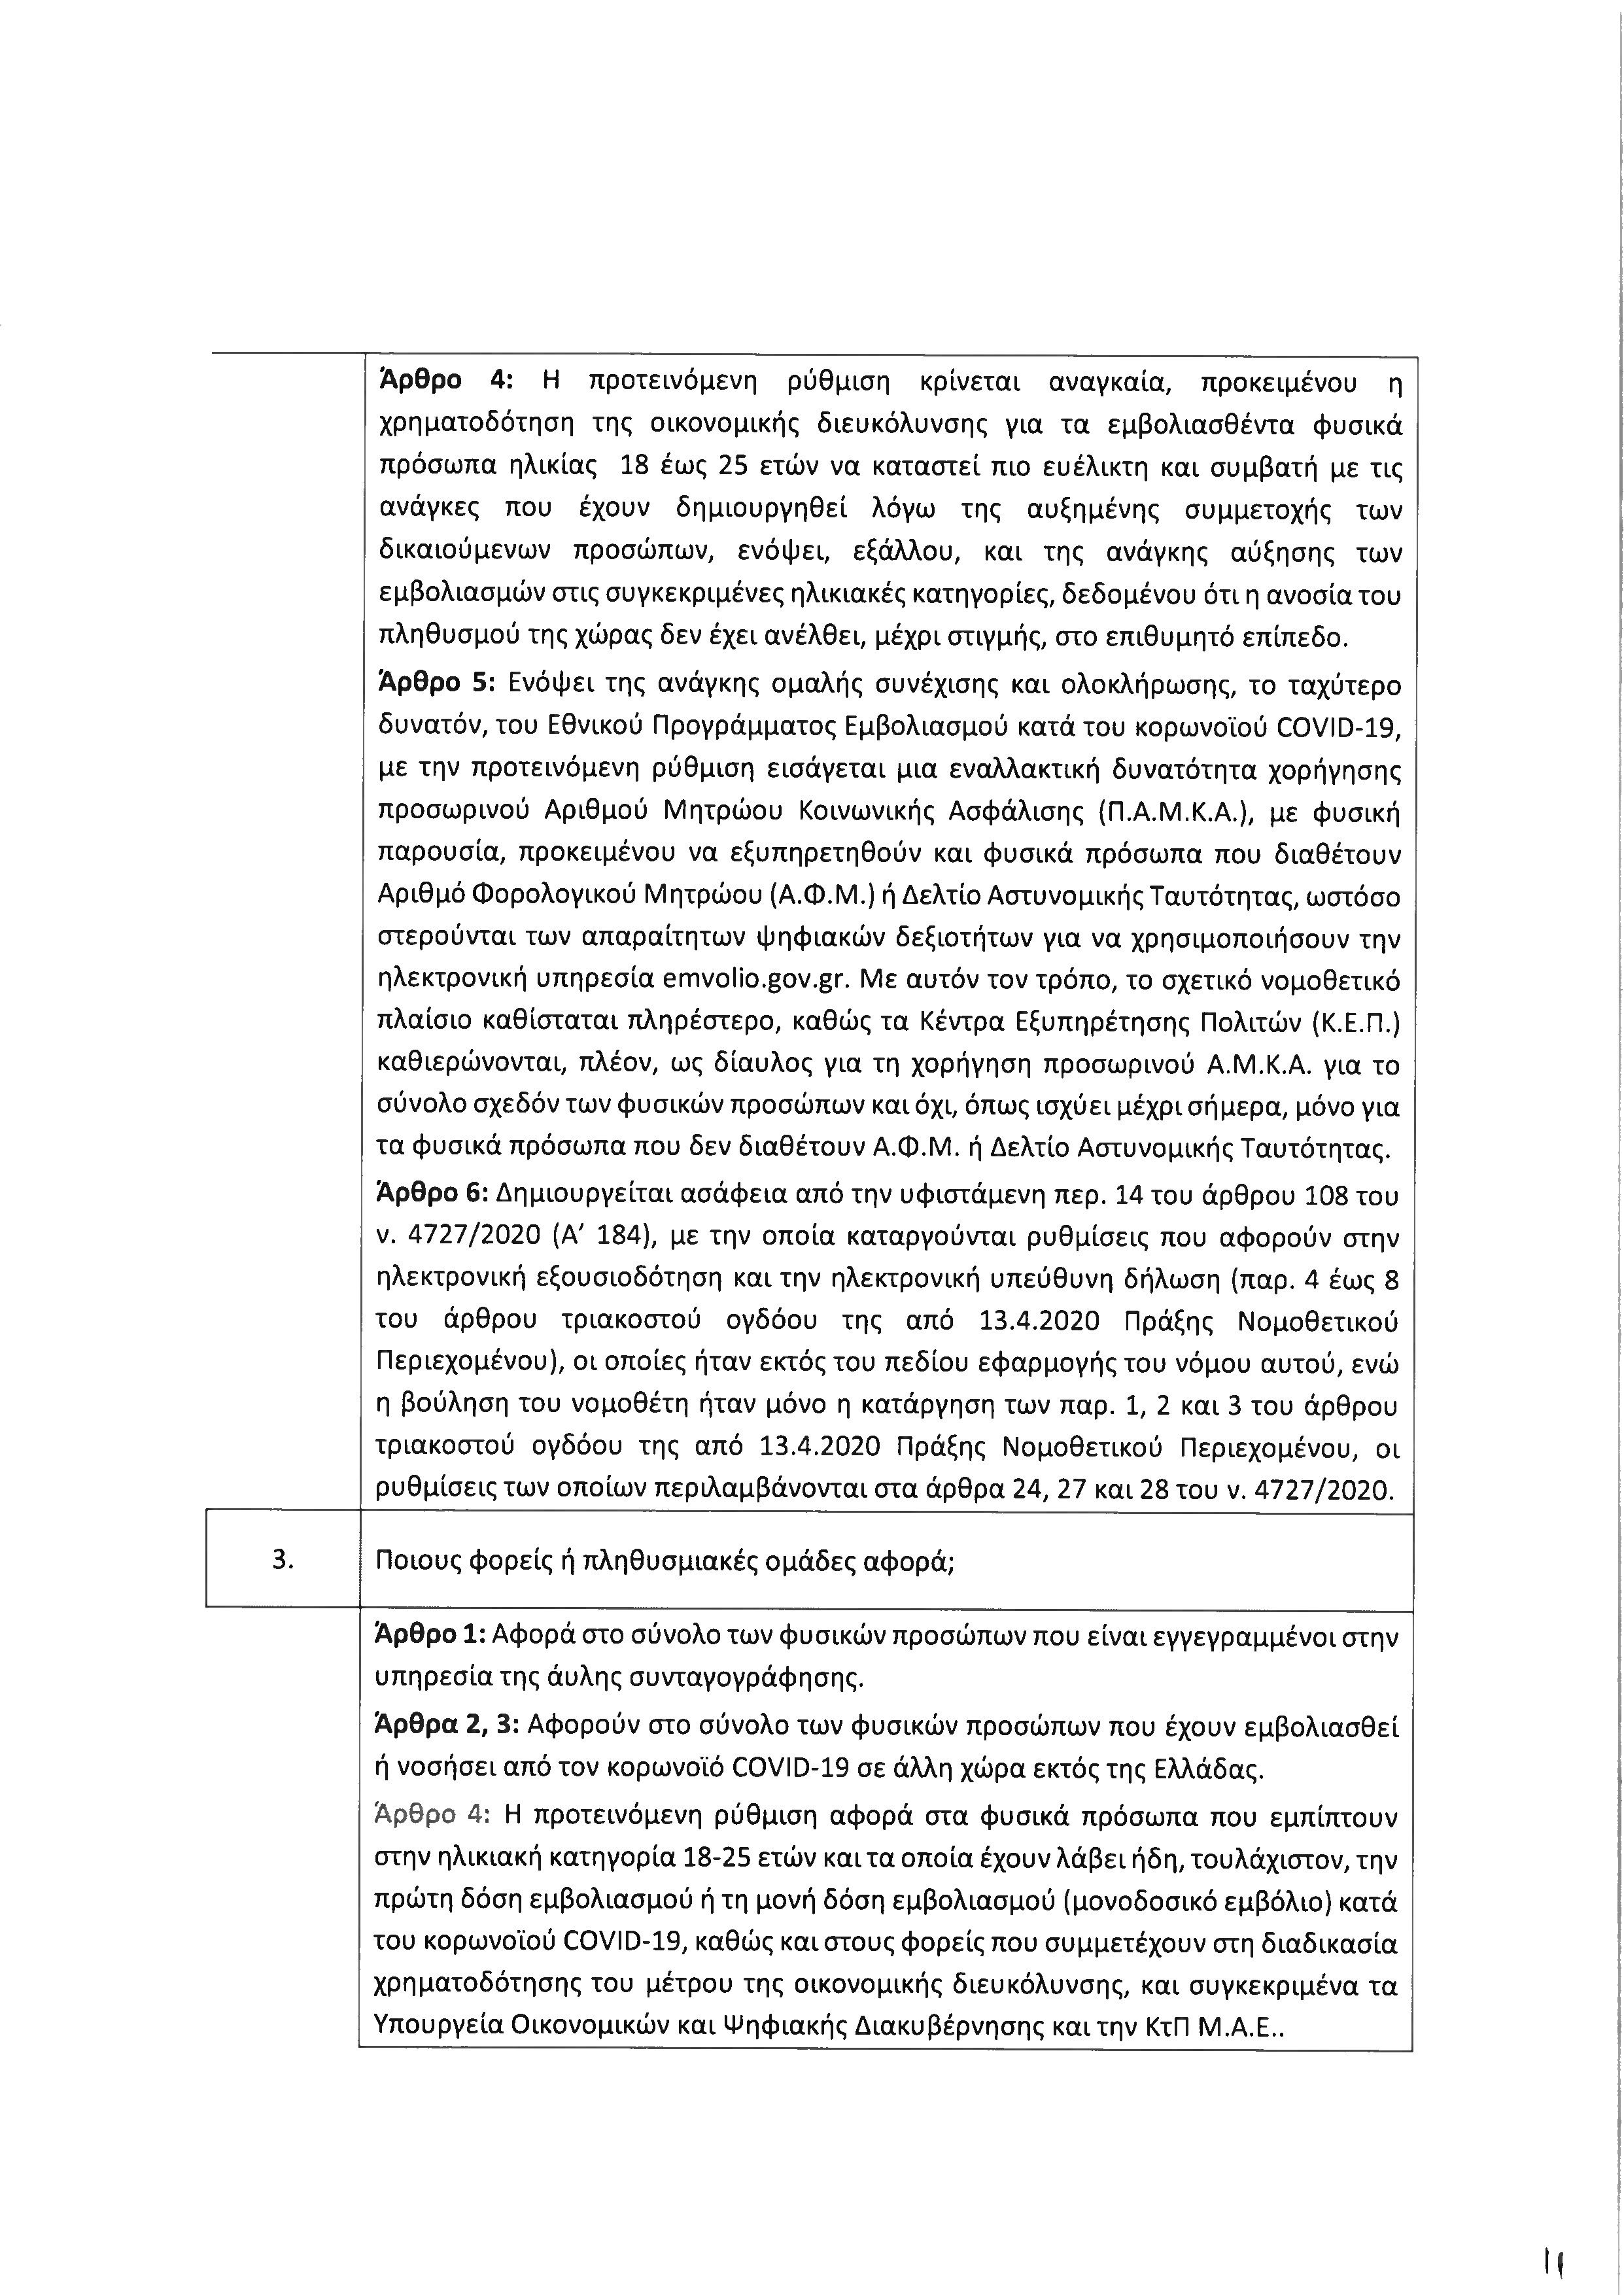 Άρθρο 4: Η προτεινόμενη ρύθμιση κρίνεται αναγκαία, προκειμένου η
χρηματοδότηση της οικονομικής διευκόλυνσης για τα εμβολιασθέντα φυσικά
πρόσωπα ηλικίας 18 έως 25 ετών να καταστεί πιο ευέλικτη και συμβατή με τις
ανάγκες που έχουν δημιουργηθεί λόγω της αυξημένης συμμετοχής των
δικαιούμενων προσώπων, ενόψει, εξάλλου, και της ανάγκης αύξησης των
εμβολιασμών στις συγκεκριμένες ηλικιακές κατηγορίες, δεδομένου ότι η ανοσία του
πληθυσμού της χώρας δεν έχει ανέλθει, μέχρι στιγμής, στο επιθυμητό επίπεδο.
Άρθρο 5: Ενόψει της ανάγκης ομαλής συνέχισης και ολοκλήρωσης, το ταχύτερο
δυνατόν, του Εθνικού Προγράμματος Εμβολιασμού κατά του κορωνοϊού COVID-19,
με την προτεινόμενη ρύθμιση εισάγεται μια εναλλακτική δυνατότητα χορήγησης
προσωρινού Αριθμού Μητρώου Κοινωνικής Ασφάλισης (Π.Α.Μ.Κ.Α.), με φυσική
παρουσία, προκειμένου να εξυπηρετηθούν και φυσικά πρόσωπα που διαθέτουν
Αριθμό Φορολογικού Μητρώου (Α.Φ.Μ.) ή Δελτίο Αστυνομικής Ταυτότητας, ωστόσο
στερούνται των απαραίτητων ψηφιακών δεξιοτήτων για να χρησιμοποιήσουν την
ηλεκτρονική υπηρεσία emvolio.gov.gr. Με αυτόν τον τρόπο, το σχετικό νομοθετικό
πλαίσιο καθίσταται πληρέστερο, καθώς τα Κέντρα Εξυπηρέτησης Πολιτών (Κ.Ε.Π.)
καθιερώνονται, πλέον, ως δίαυλος για τη χορήγηση προσωρινού Α.Μ.Κ.Α. για το
σύνολο σχεδόν των φυσικών προσώπων και όχι, όπως ισχύει μέχρι σήμερα, μόνο για
τα φυσικά πρόσωπα που δεν διαθέτουν Α.Φ.Μ. ή Δελτίο Αστυνομικής Ταυτότητας.
Άρθρο 6: Δημιουργείται ασάφεια από την υφιστάμενη περ. 14 του άρθρου 108 του
ν. 4727/2020 (Α' 184), με την οποία καταργούνται ρυθμίσεις που αφορούν στην
ηλεκτρονική εξουσιοδότηση και την ηλεκτρονική υπεύθυνη δήλωση (παρ. 4 έως 8
του άρθρου τριακοστού ογδόου της από 13.4.2020 Πράξης Νομοθετικού
Περιεχομένου), οι οποίες ήταν εκτός του πεδίου εφαρμογής του νόμου αυτού, ενώ
η βούληση του νομοθέτη ήταν μόνο η κατάργηση των παρ. 1, 2 και 3 του άρθρου
τριακοστού ογδόου της από 13.4.2020 Πράξης Νομοθετικού Περιεχομένου, οι
ρυθμίσεις των οποίων περιλαμβάνονται στα άρθρα 24, 27 και 28 του ν. 4727/2020.
3. Ποιους φορείς ή πληθυσμιακές ομάδες αφορά;
Άρθρο 1: Αφορά στο σύνολο των φυσικών προσώπων που είναι εγγεγραμμένοι στην
υπηρεσία της άυλης συνταγογράφησης.
Άρθρα 2, 3: Αφορούν στο σύνολο των φυσικών προσώπων που έχουν εμβολιασθεί
ή νοσήσει από τον κορωνοϊό COVID-19 σε άλλη χώρα εκτός της Ελλάδας.
Άρθρο 4: Η προτεινόμενη ρύθμιση αφορά στα φυσικά πρόσωπα που εμπίπτουν
στην ηλικιακή κατηγορία 18-25 ετών και τα οποία έχουν λάβει ήδη, τουλάχιστον, την
πρώτη δόση εμβολιασμού ή τη μονή δόση εμβολιασμού (μονοδοσικό εμβόλιο) κατά
του κορωνοϊού COVID-19, καθώς και στους φορείς που συμμετέχουν στη διαδικασία
χρηματοδότησης του μέτρου της οικονομικής διευκόλυνσης, και συγκεκριμένα τα
Υπουργεία Οικονομικών και Ψηφιακής Διακυβέρνησης και την ΚτΠ Μ.Α.Ε..